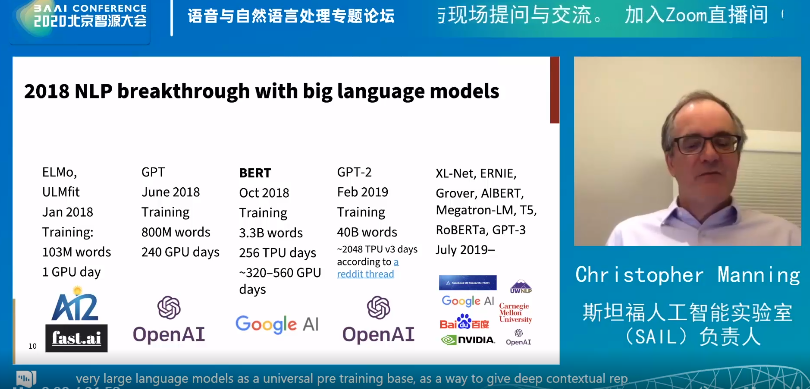 BAAI CONFERENCE
2020北京智源大会
语音与自然语言处理专题论坛
与现场提问与交流。 加入Zoom直播间
2018 NLP breakthrough with big language models
ELMo,
ULMfit
Jan 2018
Training:
103M words
1 GPU day
AI2
fast.ai
GPT
June 2018
Training
800M words
240 GPU days
OpenAI
BERT
Oct 2018
Training
3.3B words
256 TPU days
~320–560 GPU
days
Google AI
GPT-2
Feb 2019
Training
40B words
~2048 TPU v3 days
according to a
reddit thread
OpenAI
XL-Net, ERNIE,
Grover, AlBERT,
Megatron-LM, T5,
RoBERTa, GPT-3
July 2019–
UWNLP
Google AI
Carnegie
Mellon
University
Bai百度
NVIDIA.
OpenAI
10
Christopher Manning
斯坦福人工智能实验室
（SAIL）负责人
very large language models as a universal pre training base, as a way to give deep contextual rep